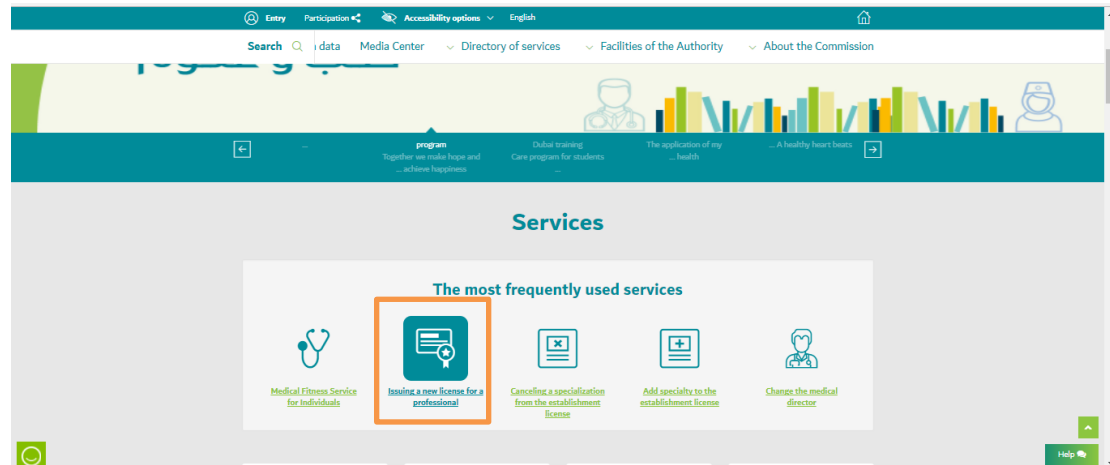 Entry Participation Accessibility options English
Search data Media Center Directory of services Facilities of the Authority About the Commission
... program Dubai training The application of my ... A healthy heart beats
Together we make hope and Care program for students ... health
... achieve happiness ...
Services
The most frequently used services
Medical Fitness Service for Individuals
Issuing a new license for a professional
Canceling a specialization from the establishment license
Add specialty to the establishment license
Change the medical director
Help